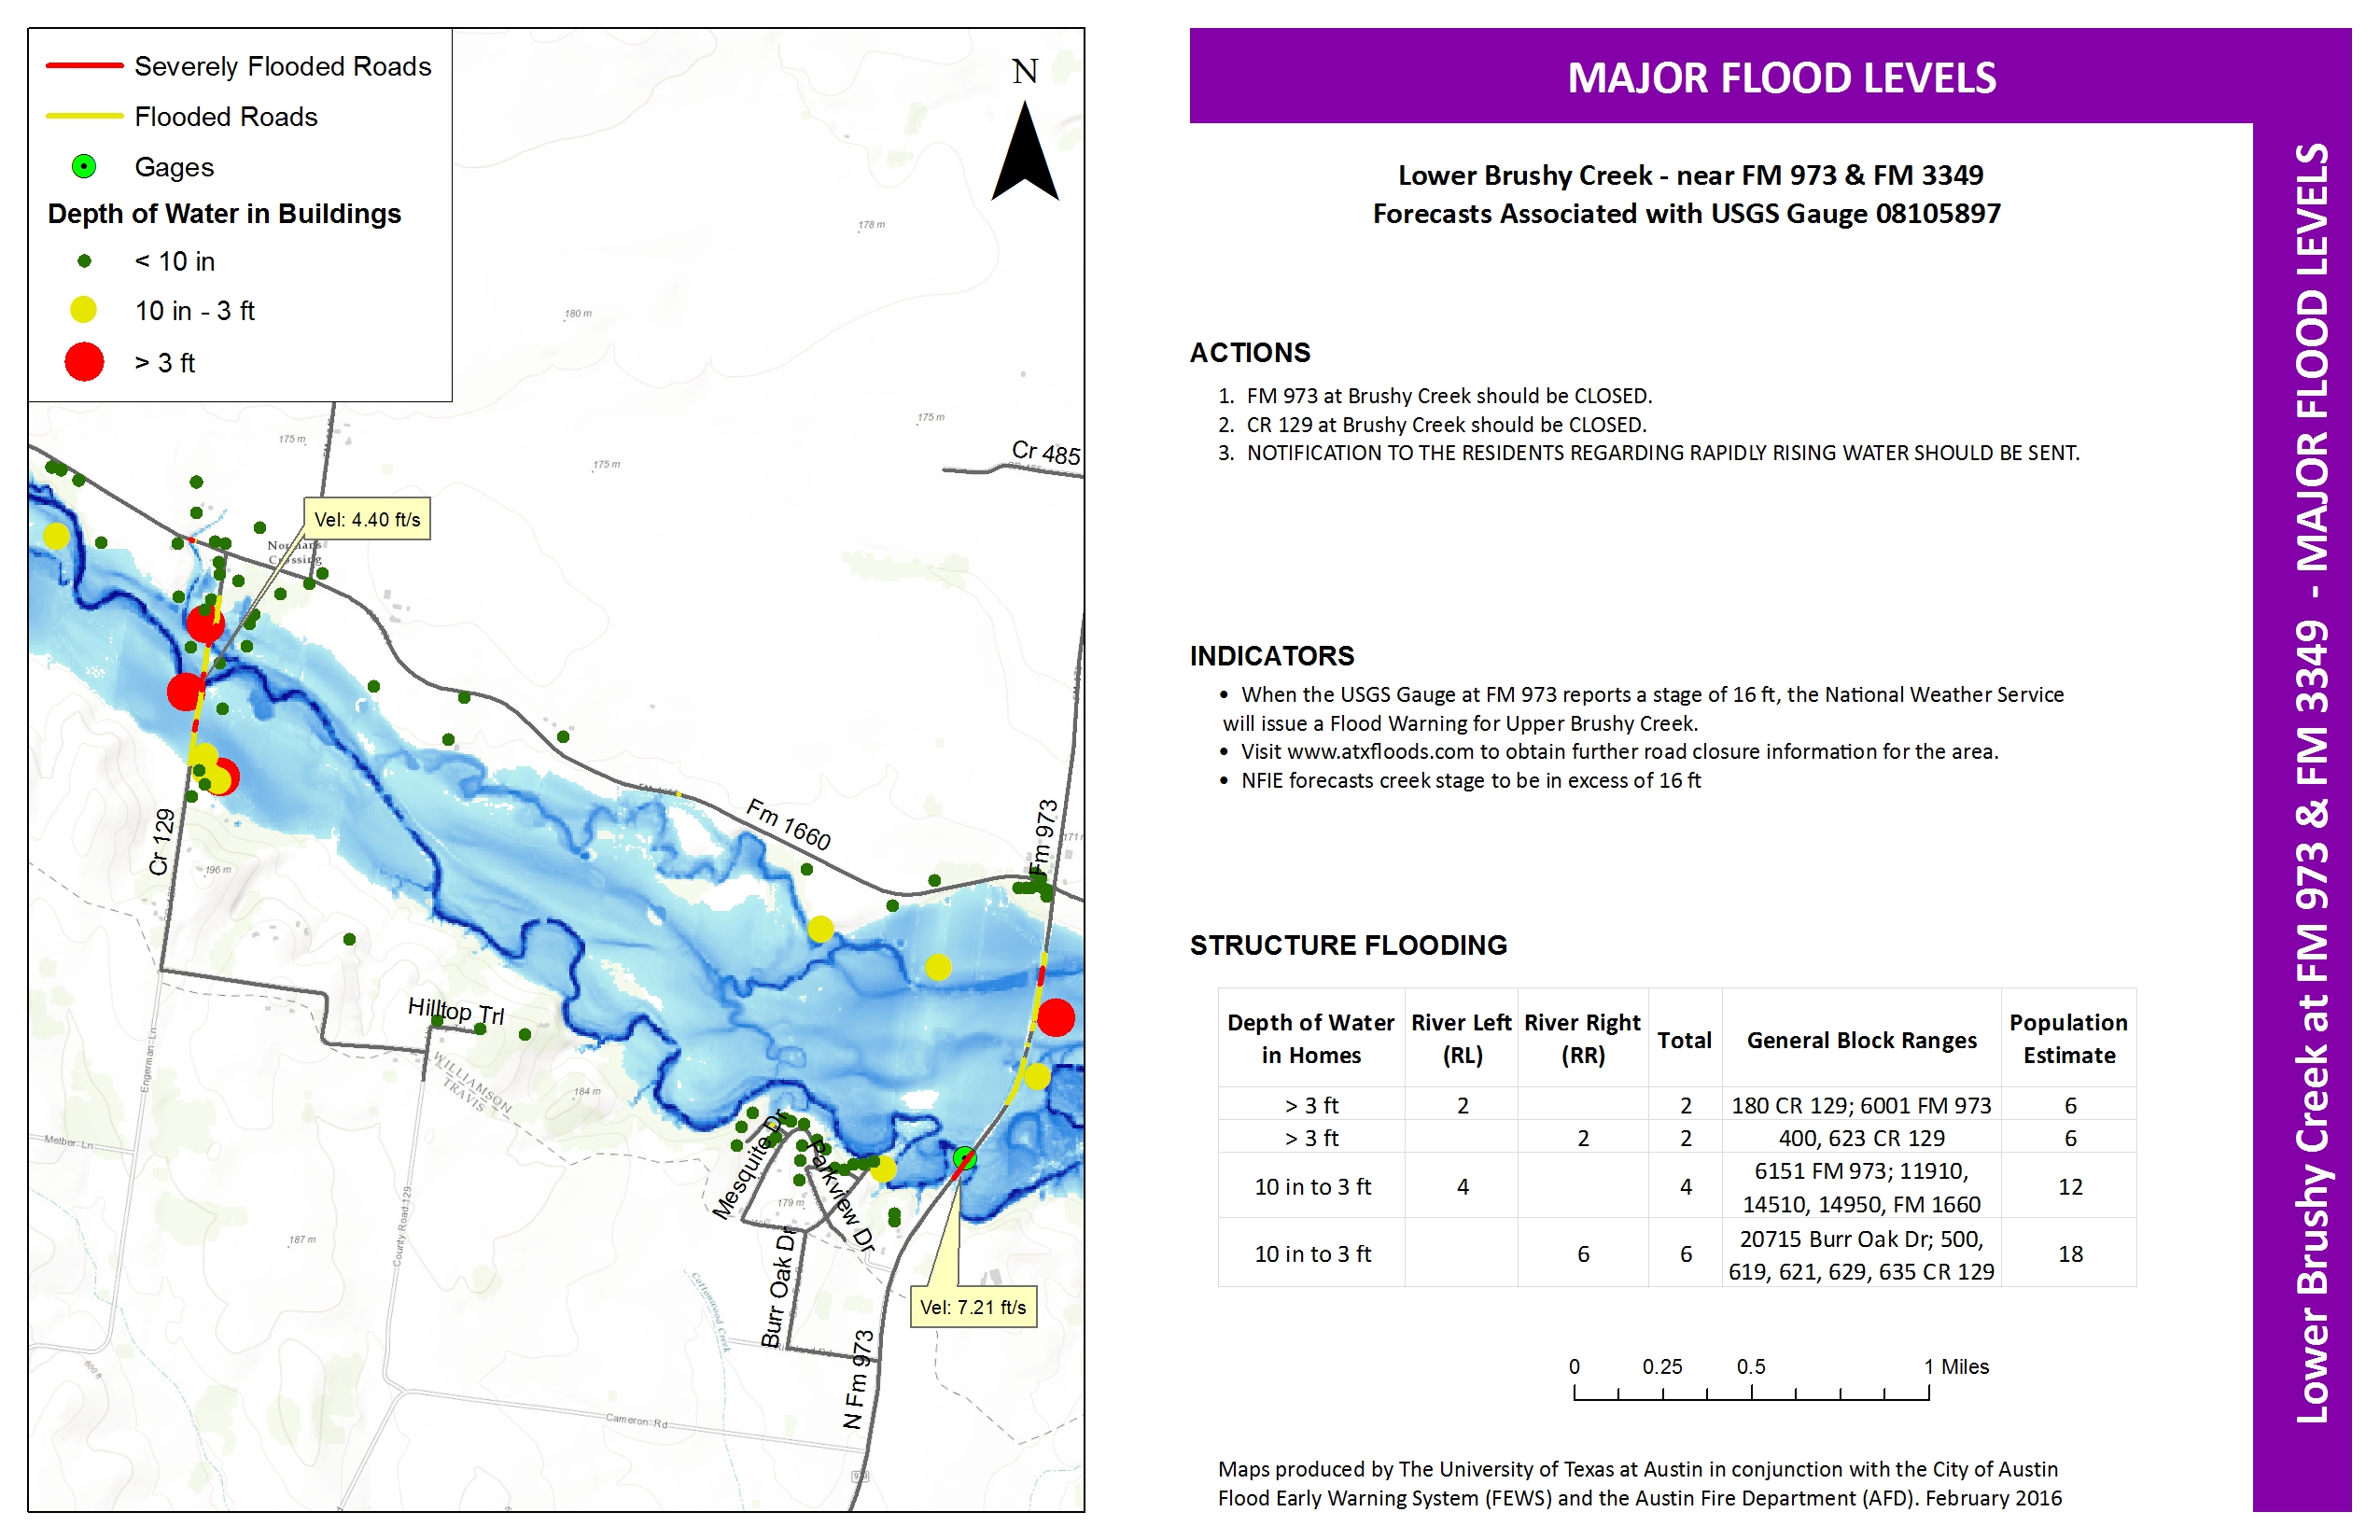 Severely Flooded Roads
Flooded Roads
Gages
Depth of Water in Buildings
< 10 in
10 in - 3 ft
> 3 ft
N
178 m
180 m
175 m
175 m
175 m
Cr 485
Vel: 4.40 ft/s
Normans
Crossing
Fm 1660
Fm 973
171 m
Cr 129
196 m
Hilltop Trl
WILLIAMSON
TRAVIS
184 m
Engerman Ln
Melber Ln
County Road 129
187 m
600 ft
Mesquite Dr
Parkview Dr
179 m
Burr Oak Dr
Cottonwood Creek
Vel: 7.21 ft/s
N Fm 973
Cameron Rd
MAJOR FLOOD LEVELS
Lower Brushy Creek - near FM 973 & FM 3349
Forecasts Associated with USGS Gauge 08105897
ACTIONS
1. FM 973 at Brushy Creek should be CLOSED.
2. CR 129 at Brushy Creek should be CLOSED.
3. NOTIFICATION TO THE RESIDENTS REGARDING RAPIDLY RISING WATER SHOULD BE SENT.
INDICATORS
• When the USGS Gauge at FM 973 reports a stage of 16 ft, the National Weather Service
will issue a Flood Warning for Upper Brushy Creek.
• Visit www.atxfloods.com to obtain further road closure information for the area.
• NFIE forecasts creek stage to be in excess of 16 ft
STRUCTURE FLOODING
Depth of Water in Homes River Left (RL) River Right (RR) Total General Block Ranges Population Estimate
> 3 ft 2 2 180 CR 129; 6001 FM 973 6
> 3 ft 2 2 400, 623 CR 129 6
10 in to 3 ft 4 4 6151 FM 973; 11910, 14510, 14950, FM 1660 12
10 in to 3 ft 6 6 20715 Burr Oak Dr; 500, 619, 621, 629, 635 CR 129 18
0 0.25 0.5 1 Miles
Maps produced by The University of Texas at Austin in conjunction with the City of Austin
Flood Early Warning System (FEWS) and the Austin Fire Department (AFD). February 2016
Lower Brushy Creek at FM 973 & FM 3349 - MAJOR FLOOD LEVELS